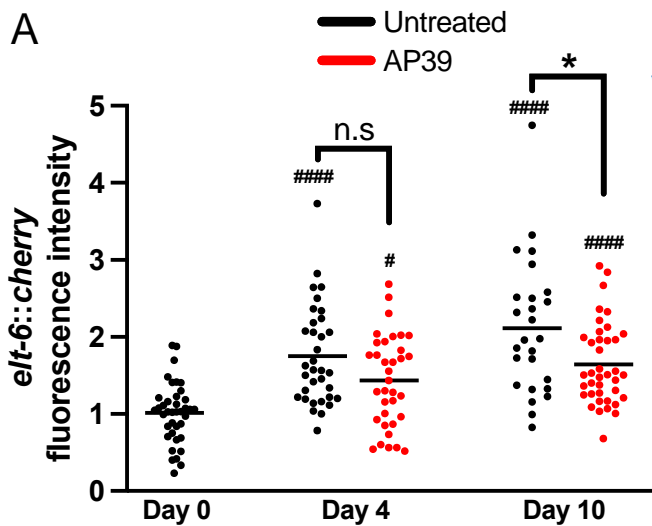 A
Untreated
AP39
*
####
n.s
####
####
#
elt-6::cherry
fluorescence intensity
5
4
3
2
1
0
Day 0
Day 4
Day 10